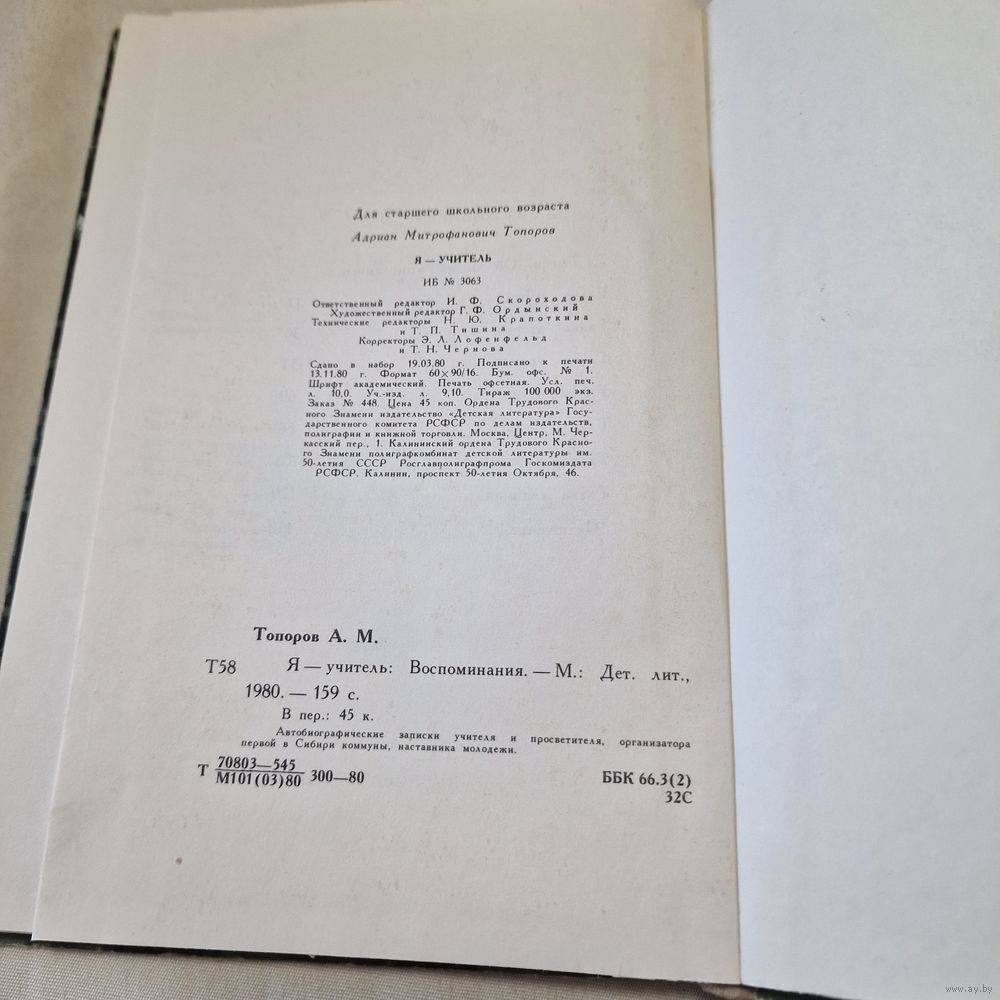 Для старшего школьного возраста
Адриан Митрофанович Топоров
Я — УЧИТЕЛЬ
ИБ № 3063
Ответственный редактор И. Ф. Скороходова
Художественный редактор Г. Ф. Ордынский
Технические редакторы Н. Ю. Крапоткина
и Т. П. Тишина
Корректоры Э. Л. Лофенфельд
и Т. Н. Чернова
Сдано в набор 19.03.80 г. Подписано к печати
13.11.80 г. Формат 60×90/16. Бум. офс. № 1.
Шрифт академический. Печать офсетная. Усл. печ.
л. 10,0. Уч.-изд. л. 9,10. Тираж 100 000 экз.
Заказ № 448. Цена 45 коп. Ордена Трудового Крас-
ного Знамени издательство «Детская литература» Госу-
дарственного комитета РСФСР по делам издательств,
полиграфии и книжной торговли. Москва, Центр, М. Чер-
касский пер., 1. Калининский ордена Трудового Красно-
го Знамени полиграфкомбинат детской литературы им.
50-летия СССР Росглавполиграфпрома Госкомиздата
РСФСР. Калинин, проспект 50-летия Октября, 46.
Топоров А. М.
Т58 Я — учитель: Воспоминания. — М.: Дет. лит.,
1980. — 159 с.
В пер.: 45 к.
Автобиографические записки учителя и просветителя, организатора
первой в Сибири коммуны, наставника молодежи.
Т 70803—545
М101(03)80 300—80
ББК 66.3(2)
32С
www.ay.by